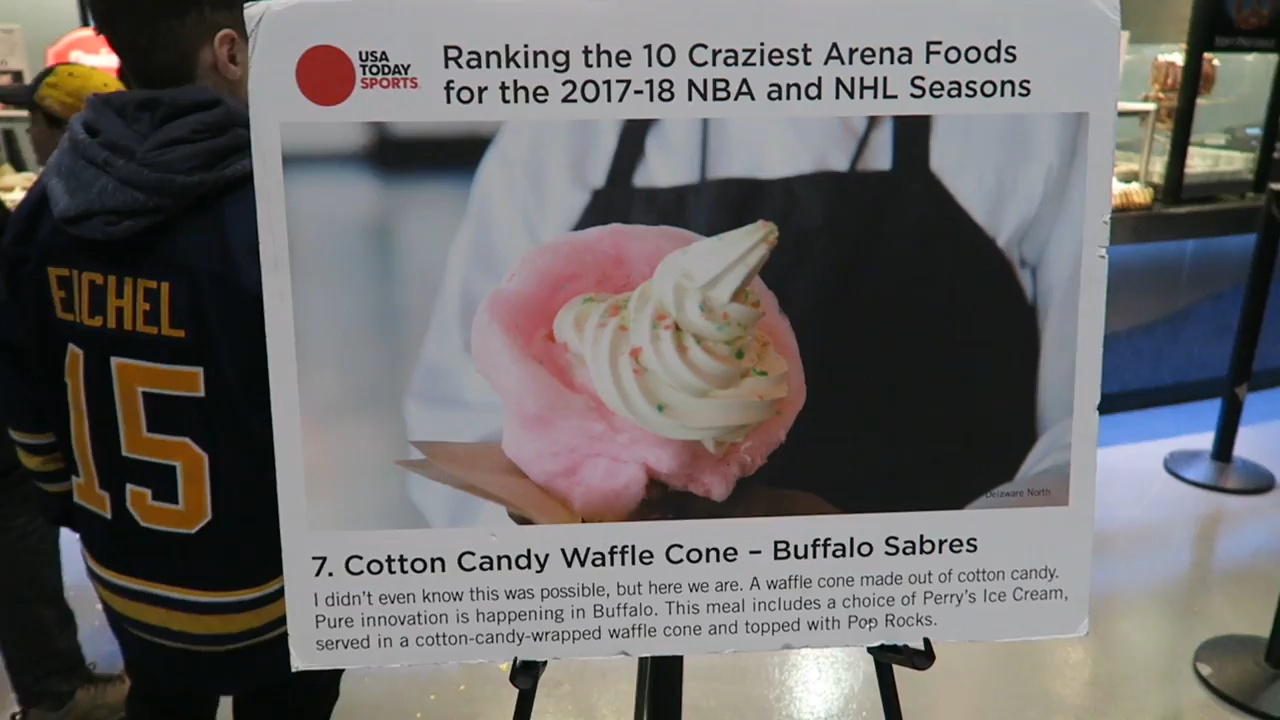 USA
TODAY
SPORTS
Ranking the 10 Craziest Arena Foods
for the 2017-18 NBA and NHL Seasons
EICHEL
15
Delaware North
7. Cotton Candy Waffle Cone – Buffalo Sabres
I didn't even know this was possible, but here we are. A waffle cone made out of cotton candy.
Pure innovation is happening in Buffalo. This meal includes a choice of Perry's Ice Cream,
served in a cotton-candy-wrapped waffle cone and topped with Pop Rocks.